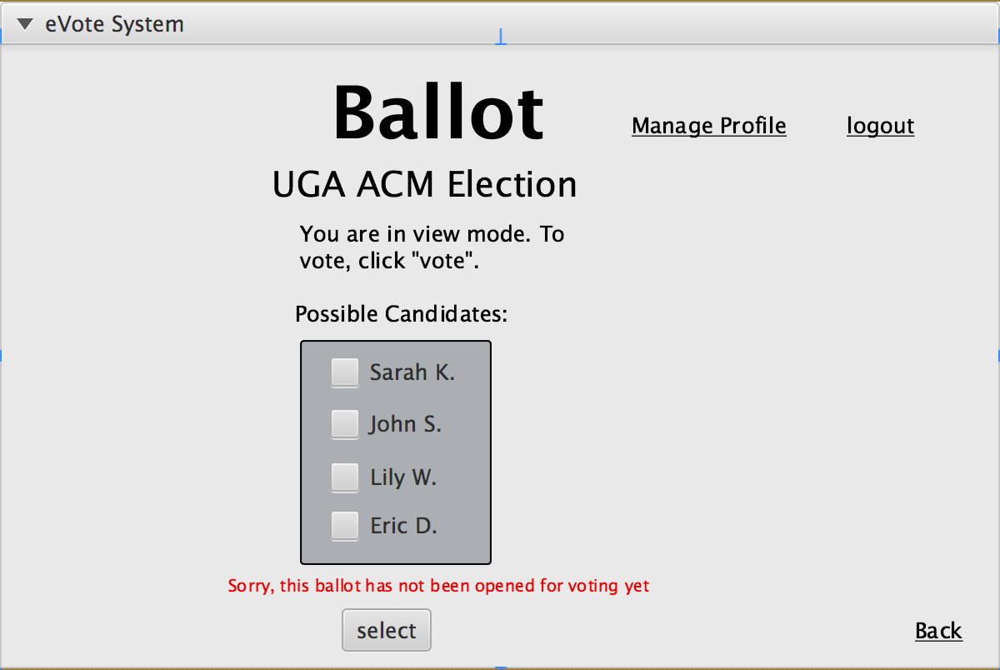 eVote System
Ballot
Manage Profile
logout
UGA ACM Election
You are in view mode. To
vote, click "vote".
Possible Candidates:
Sarah K.
John S.
Lily W.
Eric D.
Sorry, this ballot has not been opened for voting yet
select
Back